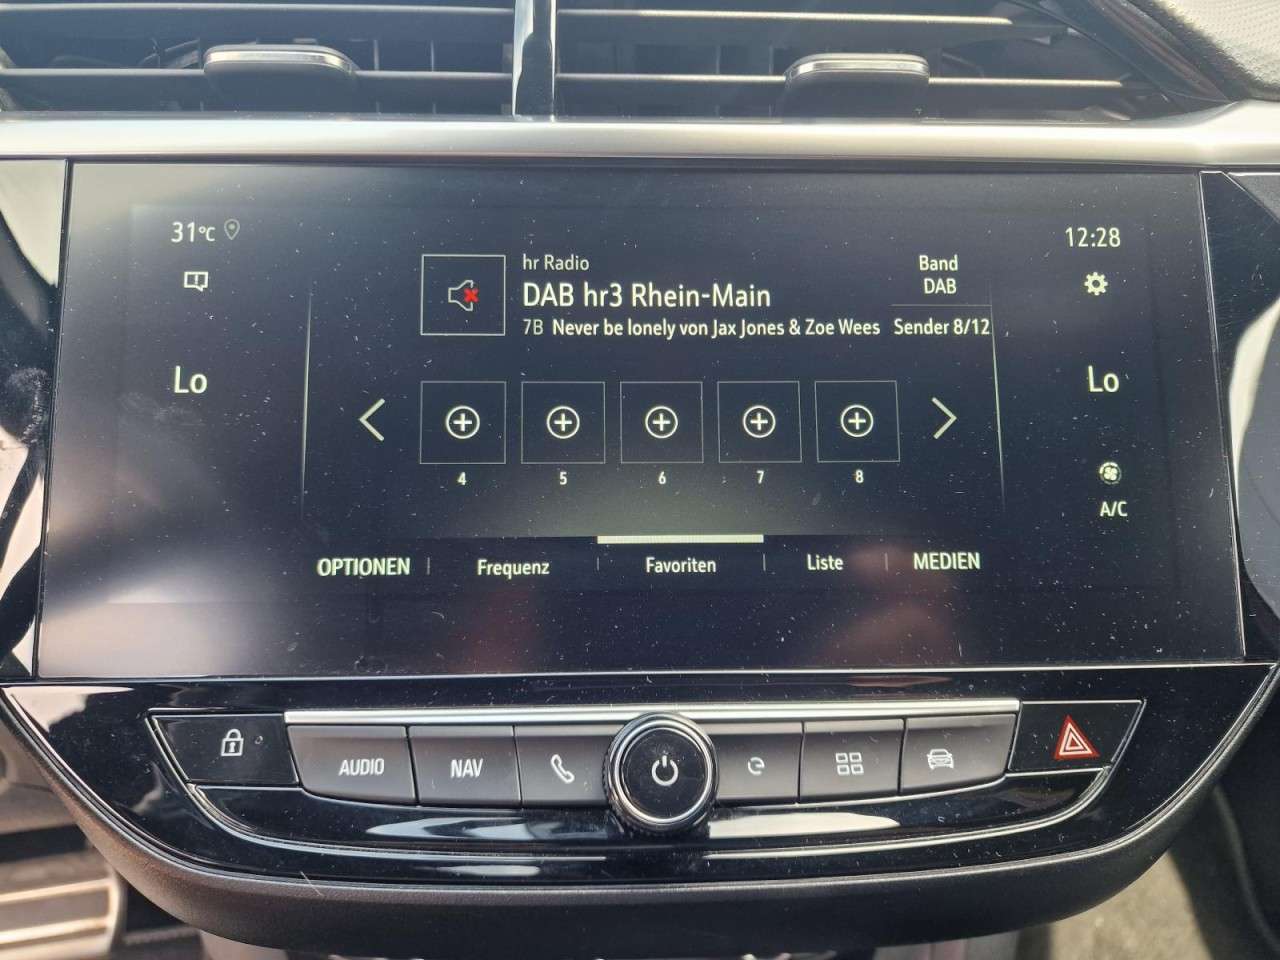 31°C
12:28
hr Radio
Band
DAB hr3 Rhein-Main
DAB
7B Never be lonely von Jax Jones & Zoe Wees
Sender 8/12
Lo
Lo
4 5 6 7 8
A/C
OPTIONEN
Frequenz
Favoriten
Liste
MEDIEN
AUDIO
NAV